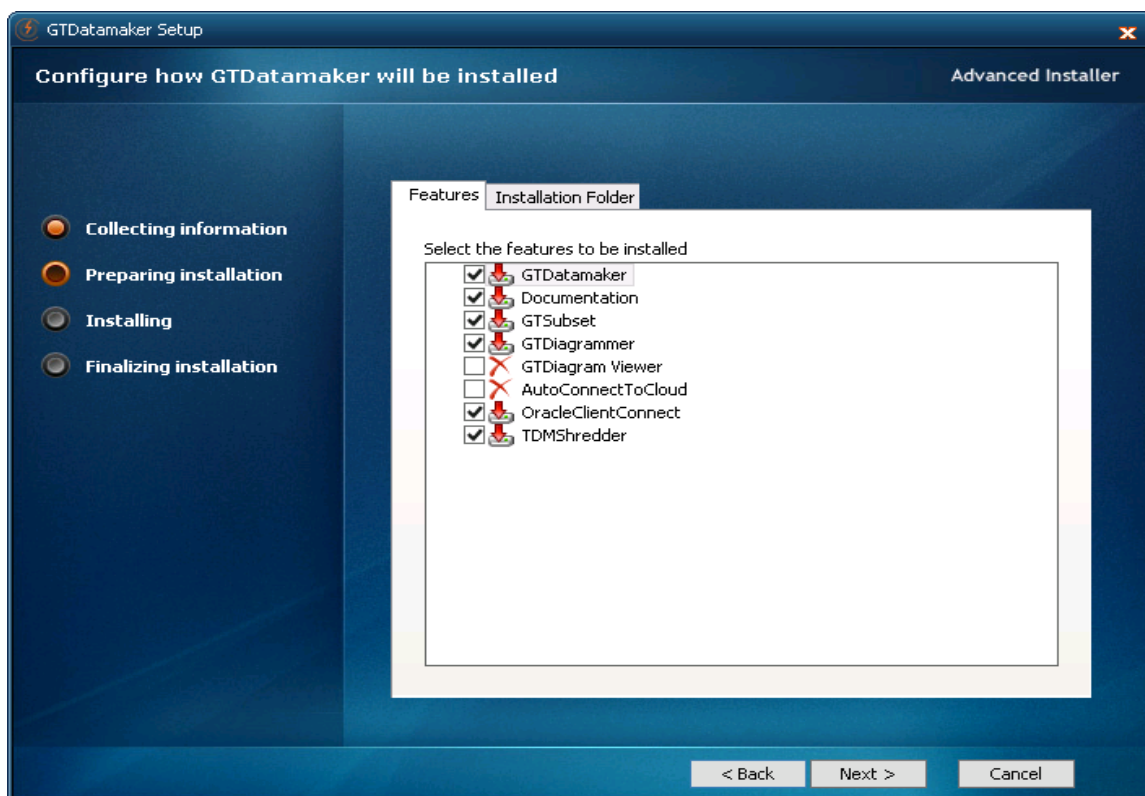 GTDatamaker Setup
Configure how GTDatamaker will be installed
Advanced Installer
Collecting information
Preparing installation
Installing
Finalizing installation
Features
Installation Folder
Select the features to be installed
GTDatamaker
Documentation
GTSubset
GTDiagrammer
GTDiagram Viewer
AutoConnectToCloud
OracleClientConnect
TDMShredder
< Back
Next >
Cancel